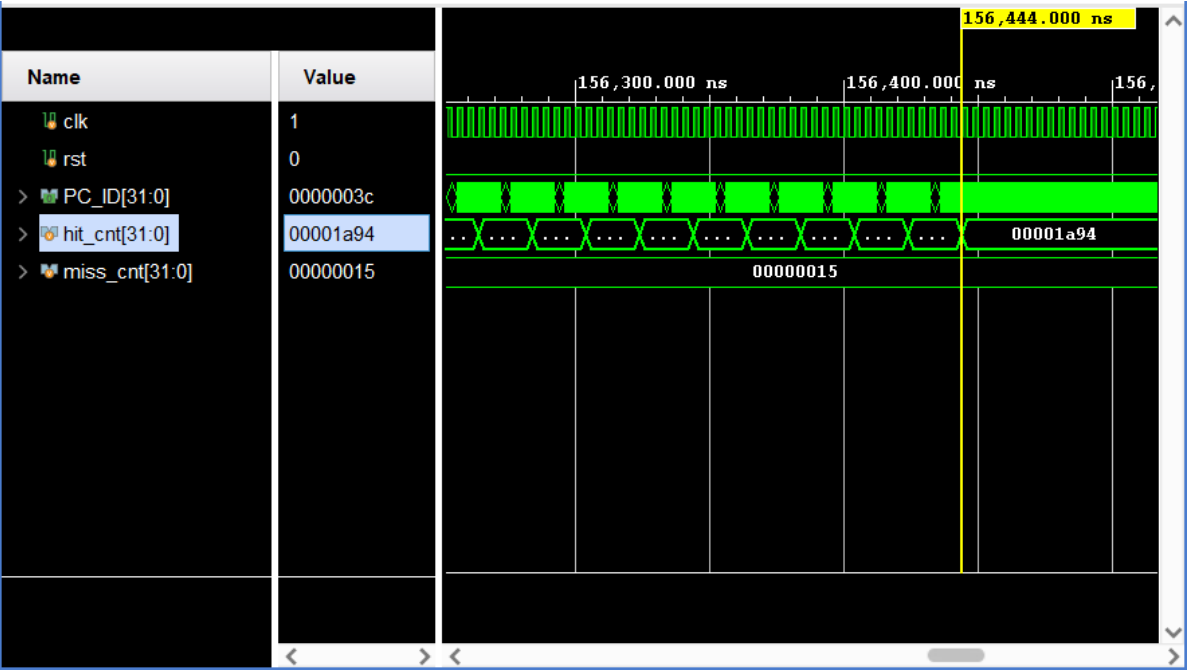 156,444.000 ns
Name Value
156,300.000 ns 156,400.000 ns 156,
clk 1
rst 0
PC_ID[31:0] 0000003c
hit_cnt[31:0] 00001a94 .. ... ... ... ... ... ... ... ... 00001a94
miss_cnt[31:0] 00000015 00000015